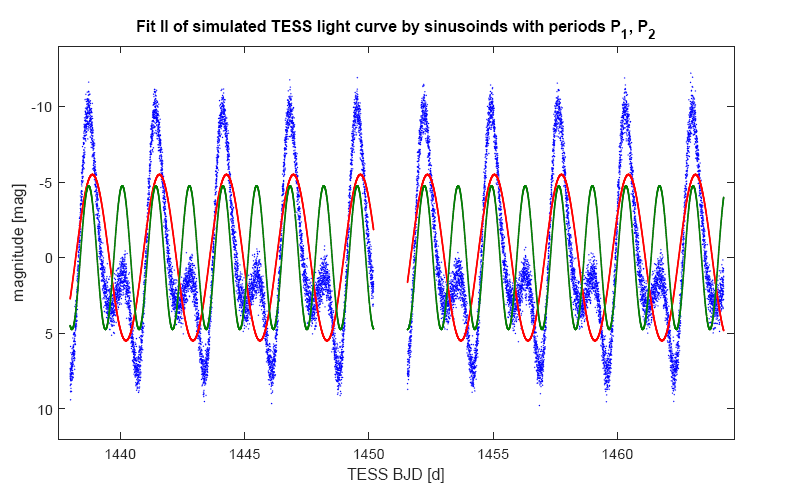 Fit II of simulated TESS light curve by sinusoinds with periods P1, P2
magnitude [mag]
-10
-5
0
5
10
1440 1445 1450 1455 1460
TESS BJD [d]